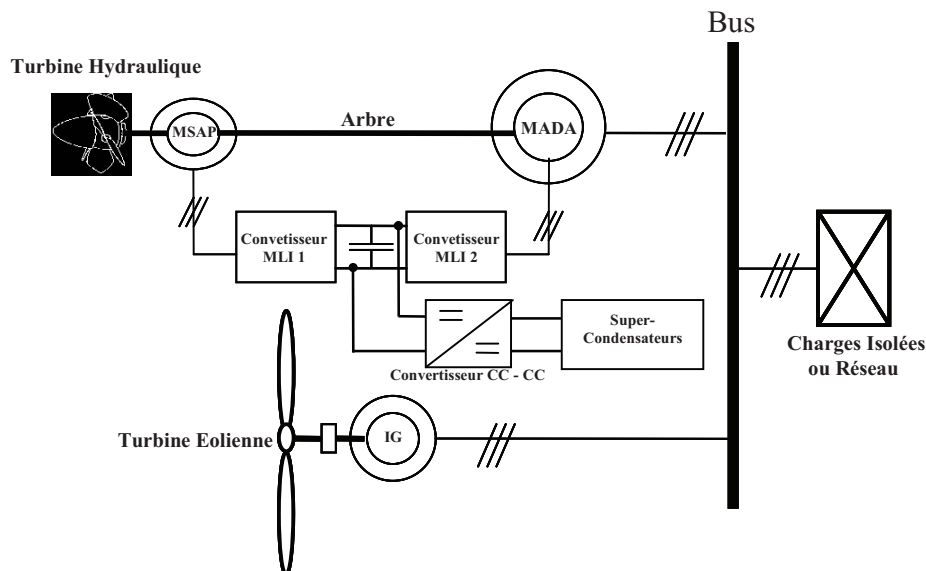 Bus
Turbine Hydraulique
MSAP
Arbre
MADA
Convetisseur
MLI 1
Convetisseur
MLI 2
Super-
Condensateurs
Convertisseur CC - CC
Charges Isolées
ou Réseau
Turbine Eolienne
IG